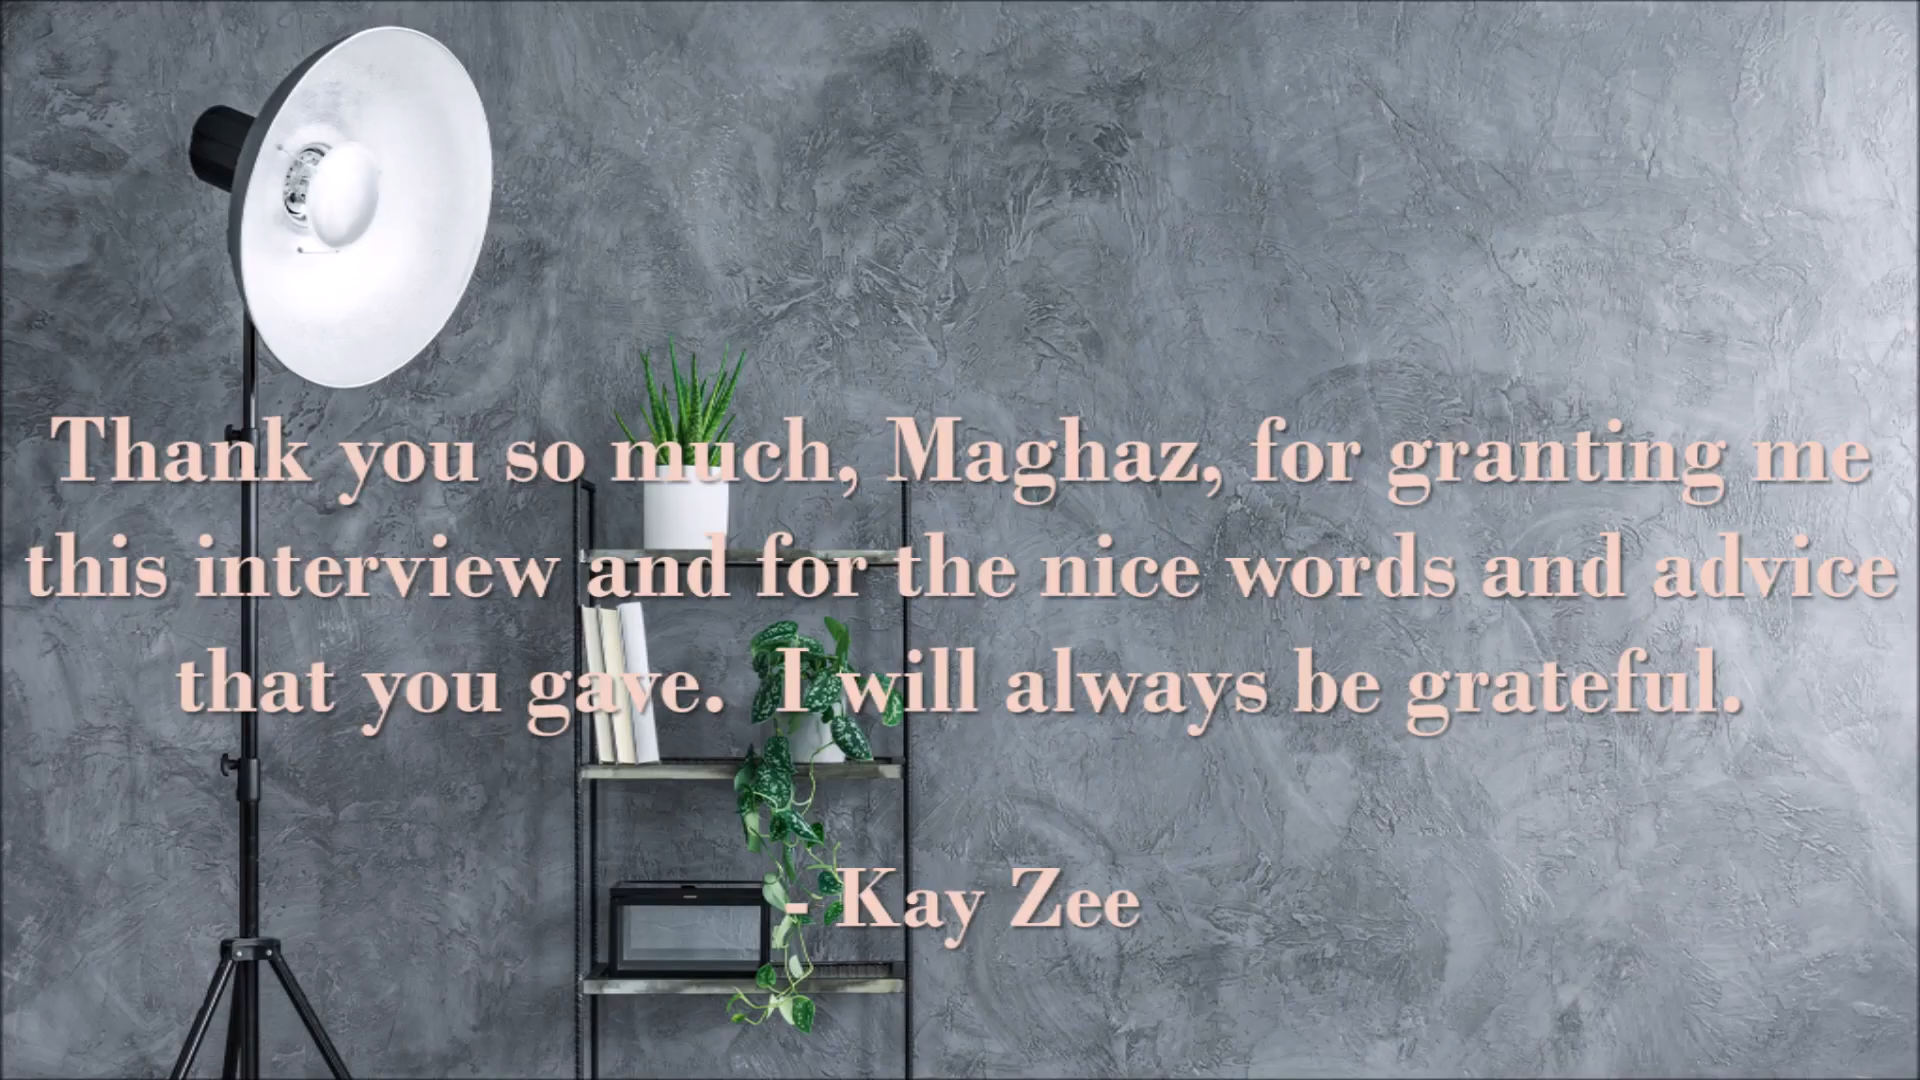 Thank you so much, Maghaz, for granting me
this interview and for the nice words and advice
that you gave.  I will always be grateful.
- Kay Zee